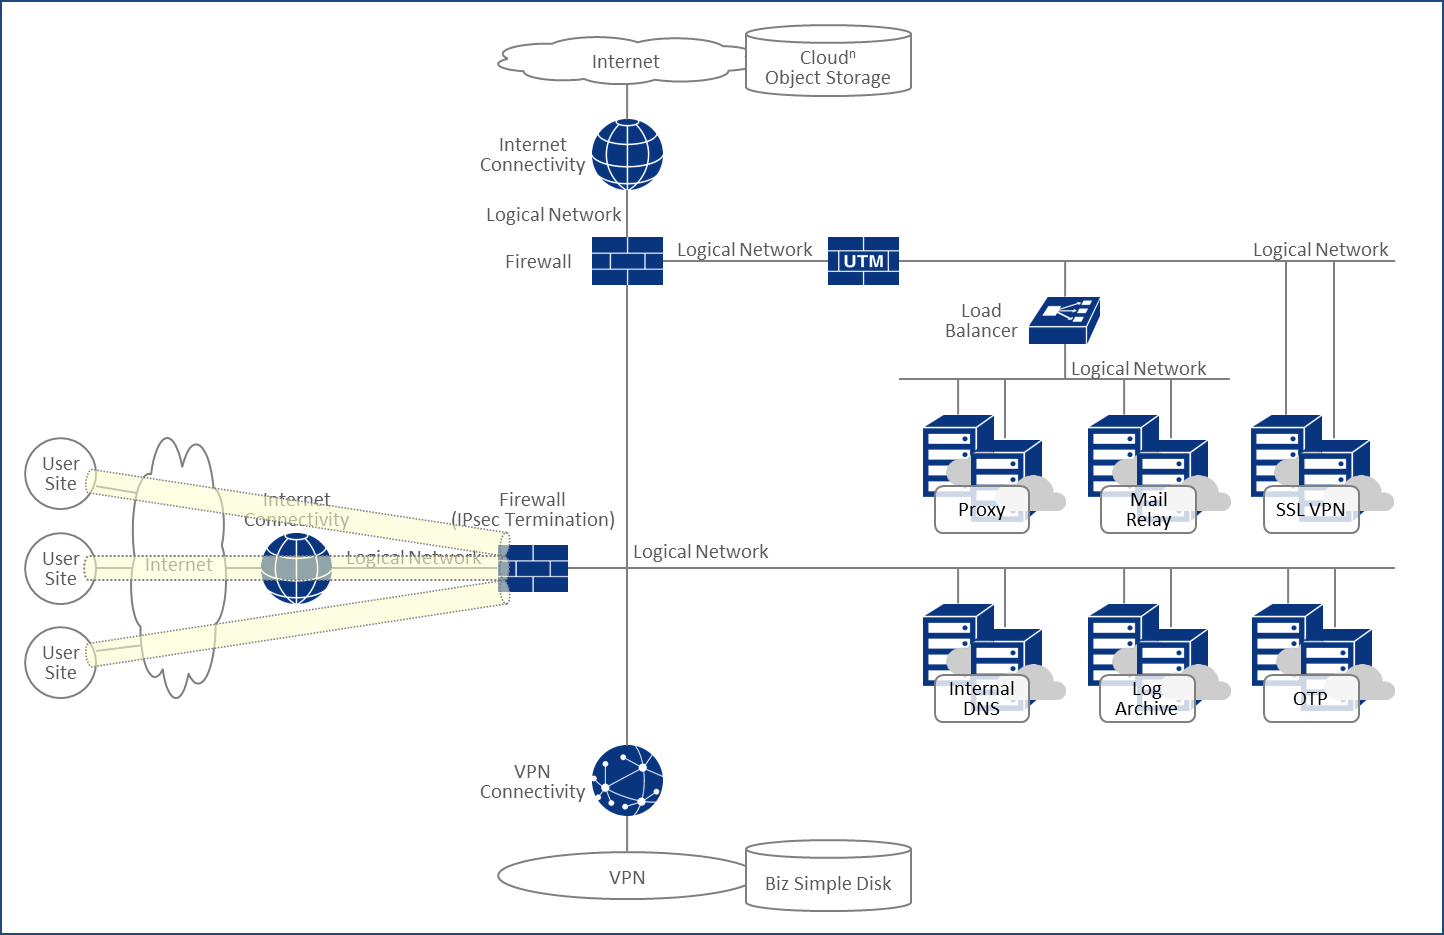 Internet
Cloudⁿ
Object Storage
Internet
Connectivity
Logical Network
Firewall
Logical Network
UTM
Logical Network
Load
Balancer
Logical Network
Proxy
Mail
Relay
SSL VPN
User
Site
User
Site
User
Site
Internet
Internet
Connectivity
Logical Network
Firewall
(IPsec Termination)
Logical Network
Internal
DNS
Log
Archive
OTP
VPN
Connectivity
VPN
Biz Simple Disk